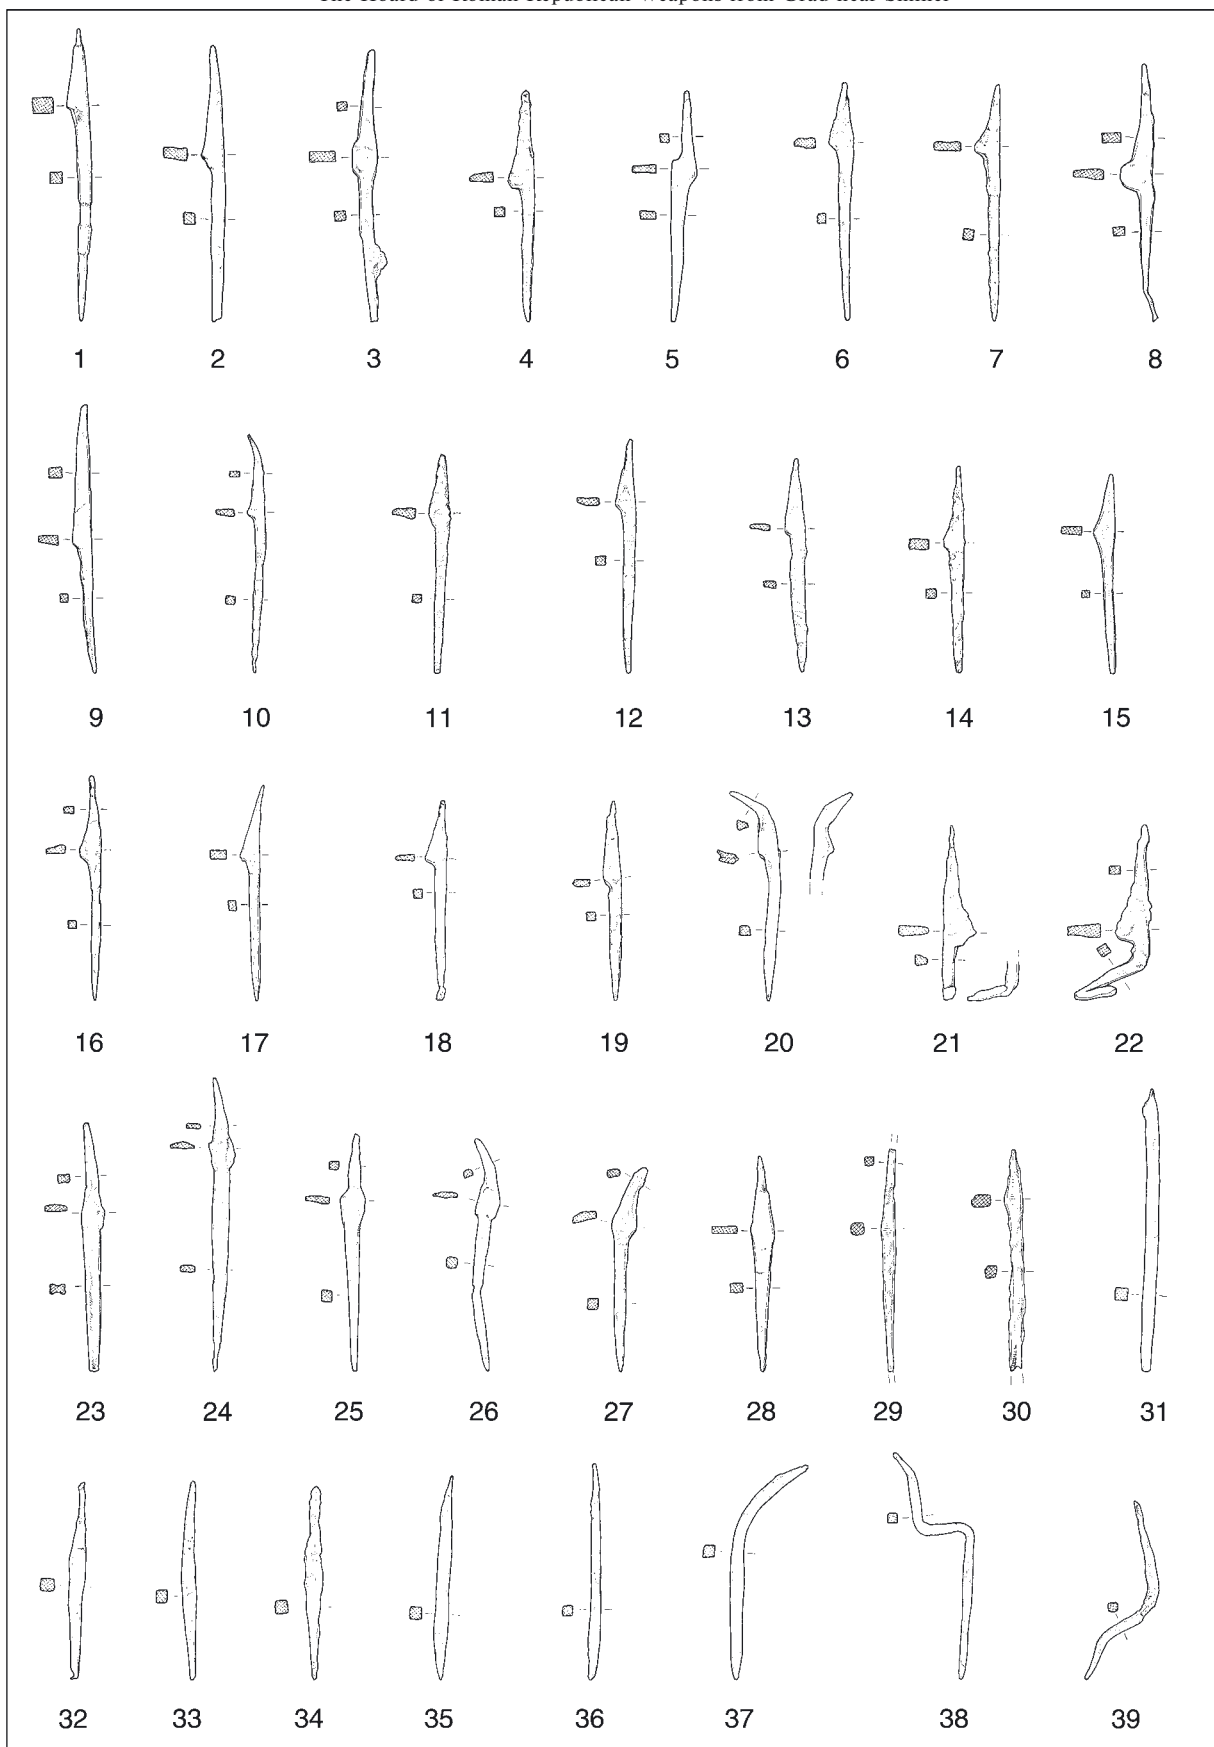 The Hoard of Roman Republican Weapons from Grad near Šmihel
1 2 3 4 5 6 7 8
9 10 11 12 13 14 15
16 17 18 19 20 21 22
23 24 25 26 27 28 29 30 31
32 33 34 35 36 37 38 39